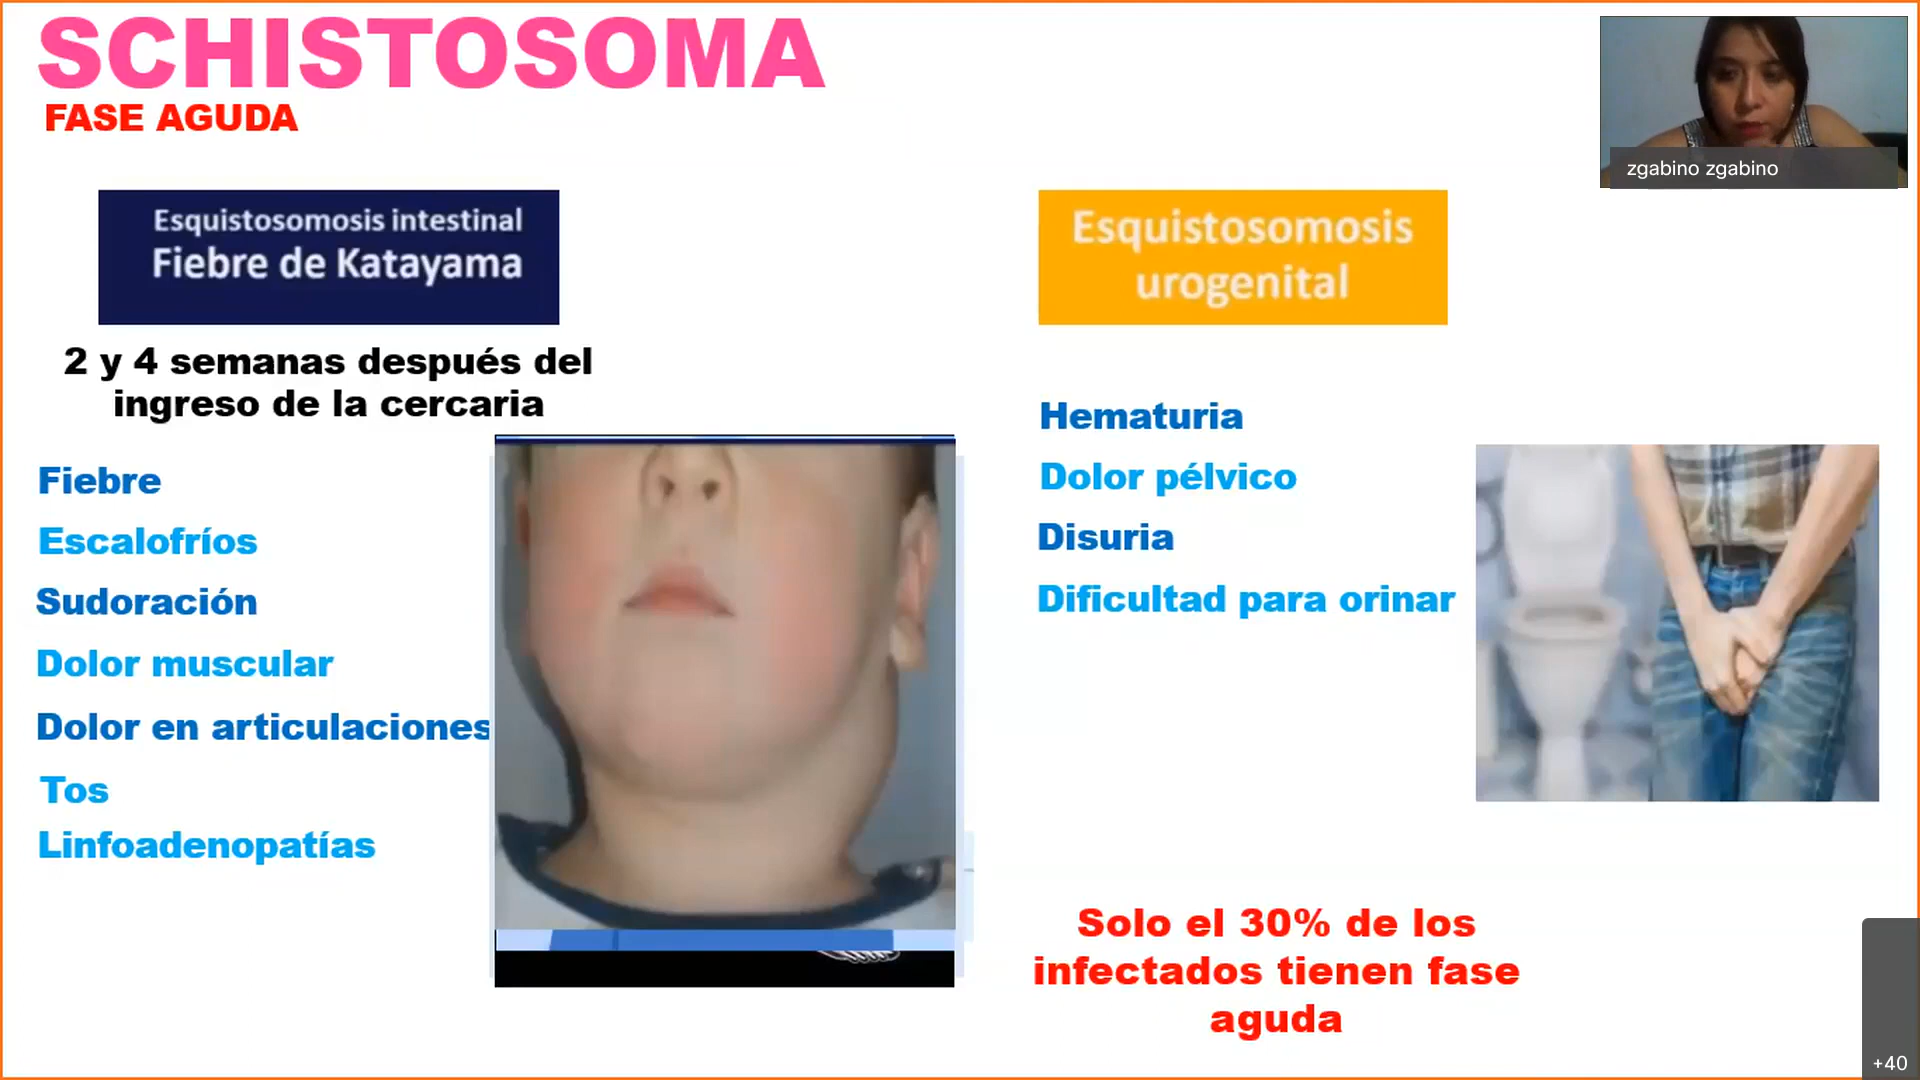 SCHISTOSOMA
FASE AGUDA
zgabino zgabino
Esquistosomosis intestinal
Fiebre de Katayama
2 y 4 semanas después del
ingreso de la cercaria
Fiebre
Escalofríos
Sudoración
Dolor muscular
Dolor en articulaciones
Tos
Linfoadenopatías
Esquistosomosis
urogenital
Hematuria
Dolor pélvico
Disuria
Dificultad para orinar
Solo el 30% de los
infectados tienen fase
aguda
+40